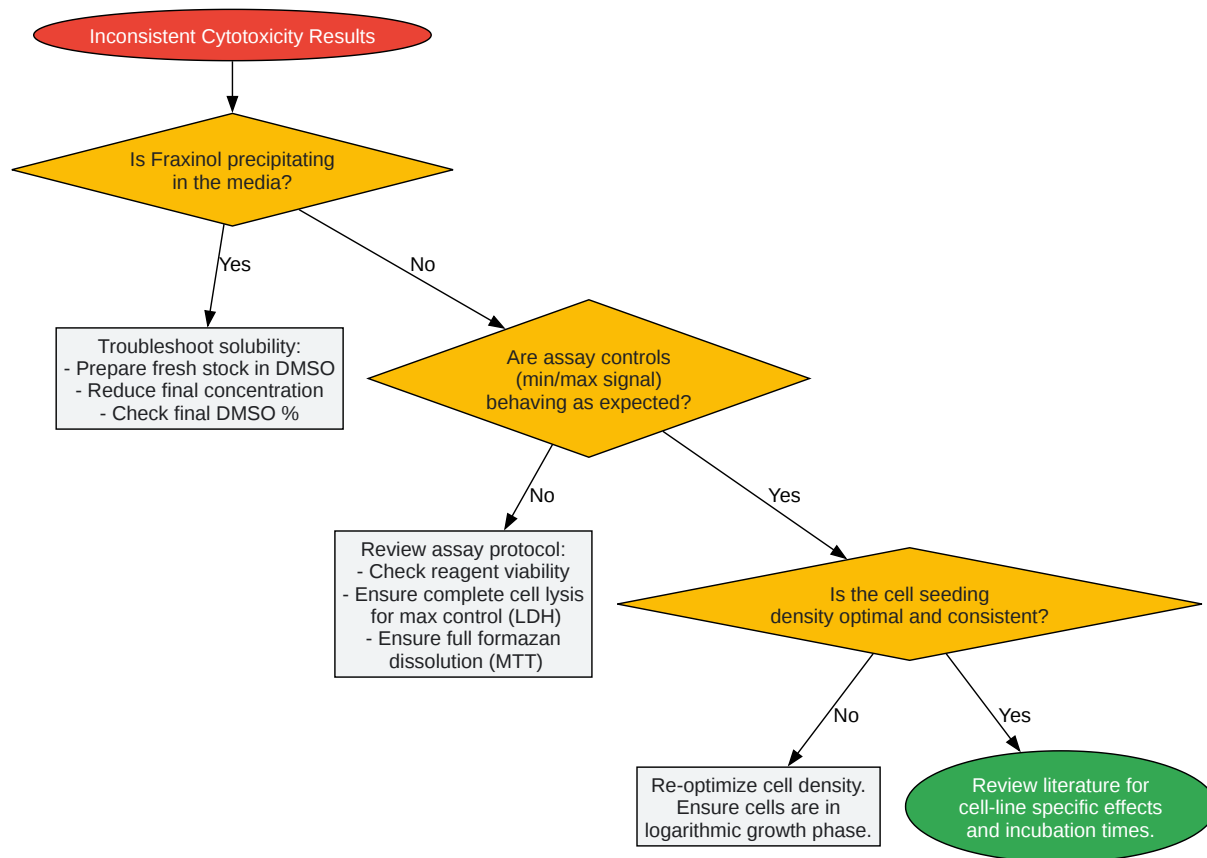 Inconsistent Cytotoxicity Results
Is Fraxinol precipitating
in the media?
Yes
No
Troubleshoot solubility:
- Prepare fresh stock in DMSO
- Reduce final concentration
- Check final DMSO %
Are assay controls
(min/max signal)
behaving as expected?
No
Yes
Review assay protocol:
- Check reagent viability
- Ensure complete cell lysis
for max control (LDH)
- Ensure full formazan
dissolution (MTT)
Is the cell seeding
density optimal and consistent?
No
Yes
Re-optimize cell density.
Ensure cells are in
logarithmic growth phase.
Review literature for
cell-line specific effects
and incubation times.